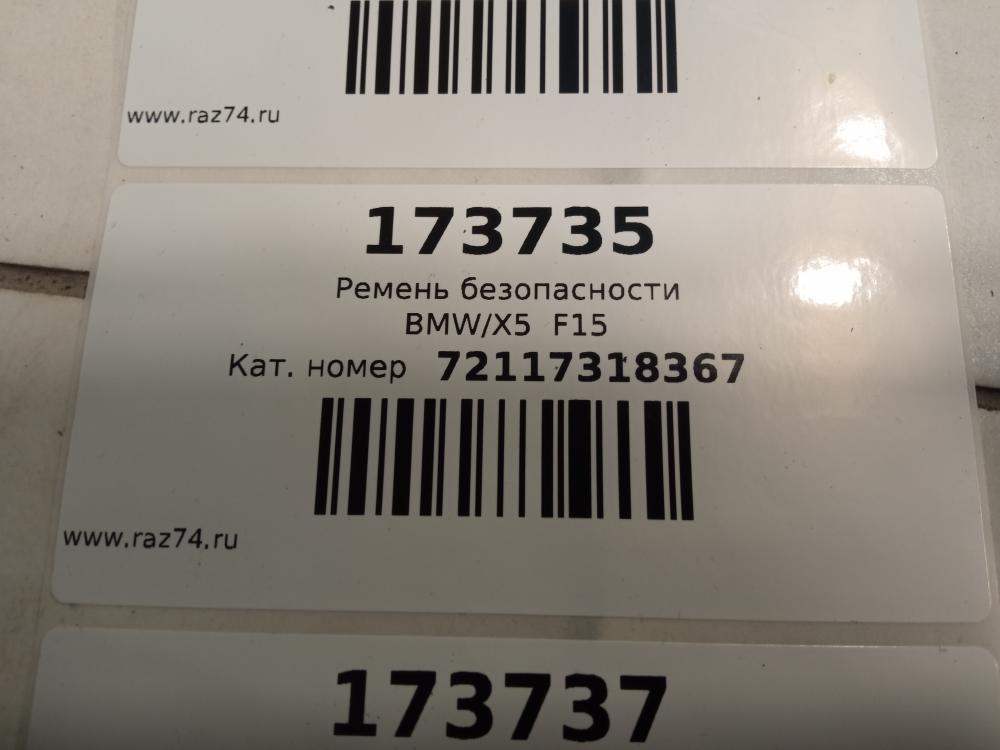 www.raz74.ru
173735
Ремень безопасности
BMW/X5 F15
Кат. номер 72117318367
www.raz74.ru
173737